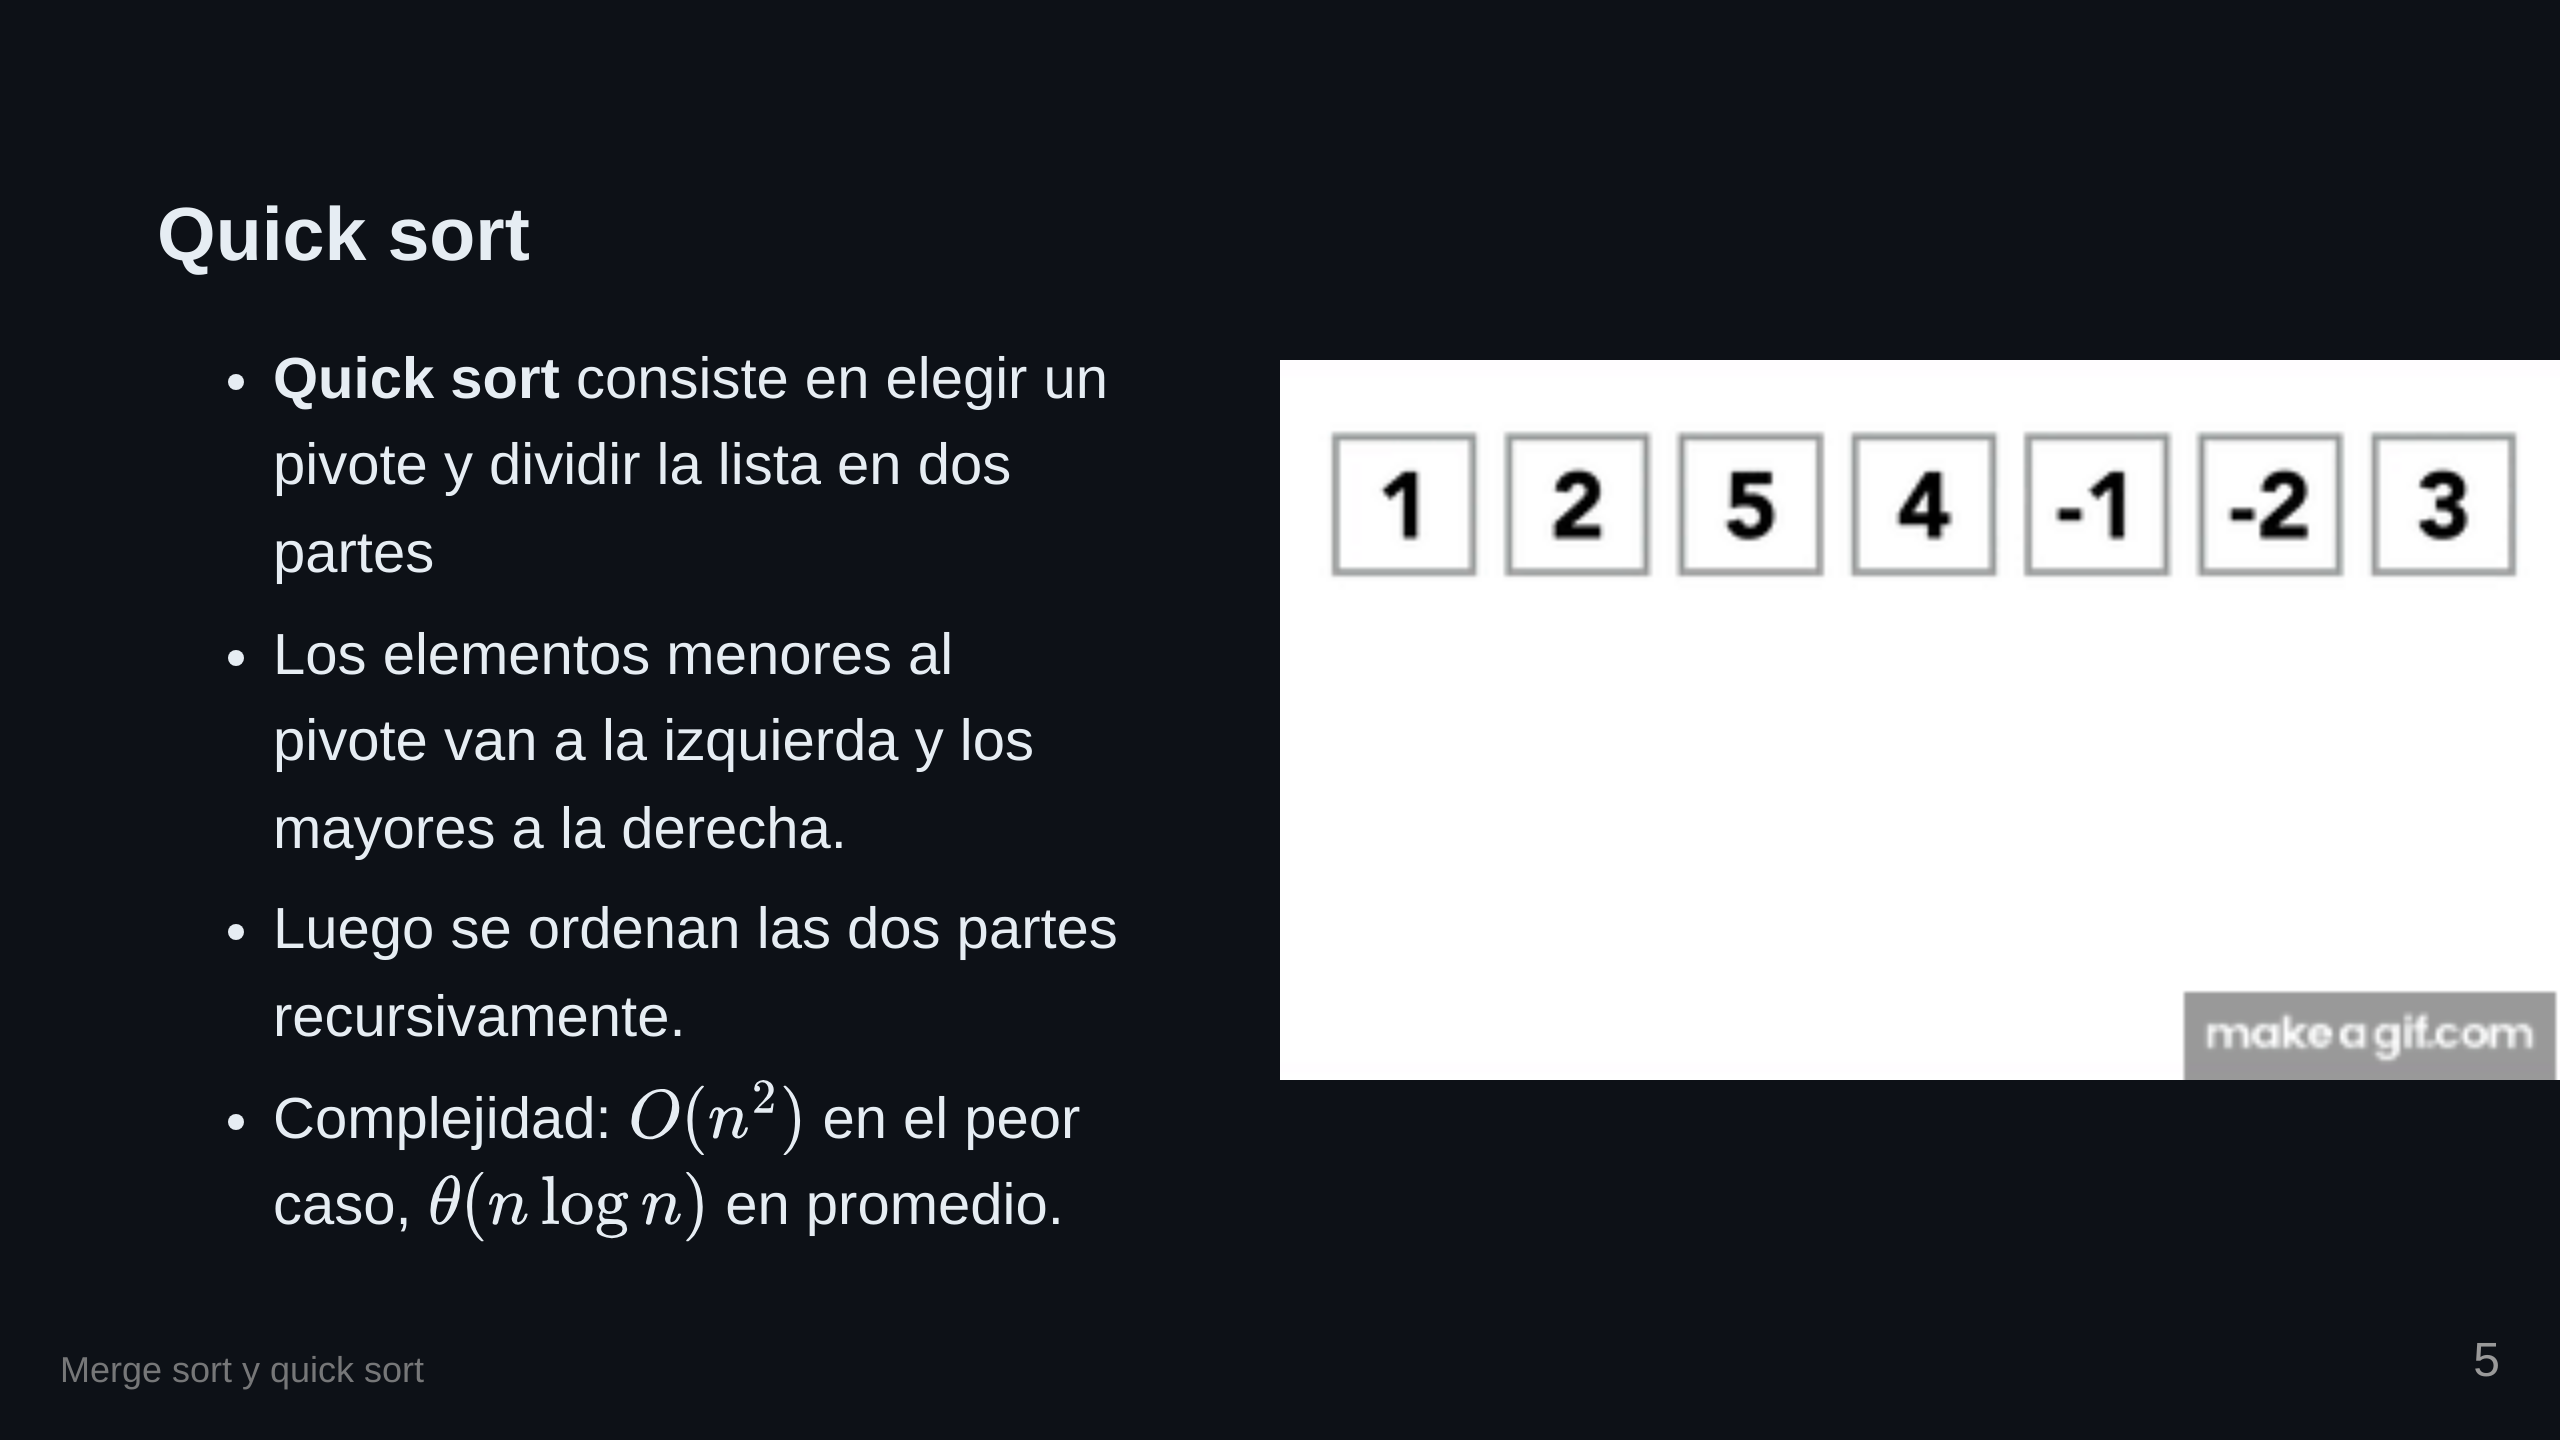 Quick sort
• Quick sort consiste en elegir un
pivote y dividir la lista en dos
partes
• Los elementos menores al
pivote van a la izquierda y los
mayores a la derecha.
• Luego se ordenan las dos partes
recursivamente.
• Complejidad: O(n²) en el peor
caso, θ(n log n) en promedio.
1 2 5 4 -1 -2 3
makeagif.com
Merge sort y quick sort
5